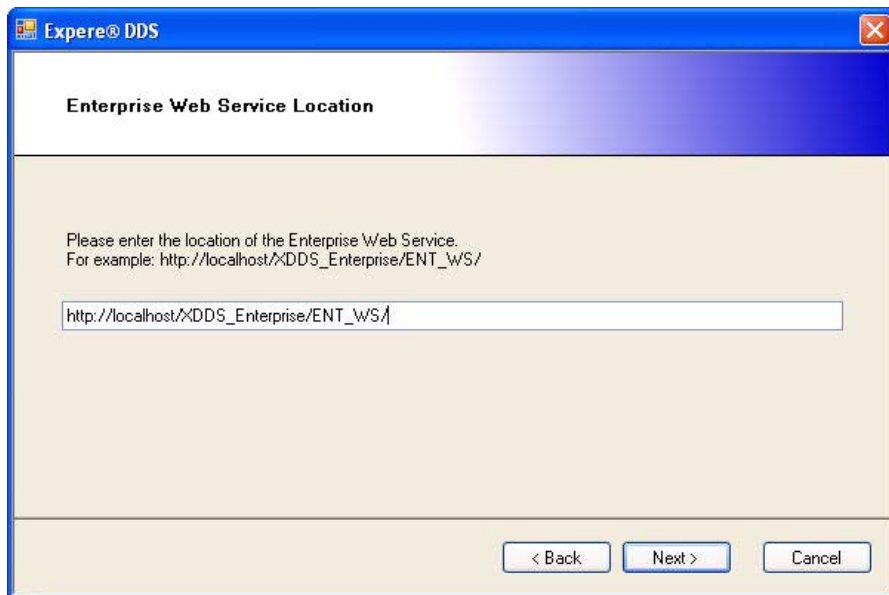 Expere® DDS
Enterprise Web Service Location
Please enter the location of the Enterprise Web Service.
For example: http://localhost/XDDS_Enterprise/ENT_WS/
http://localhost/XDDS_Enterprise/ENT_WS/
< Back
Next >
Cancel